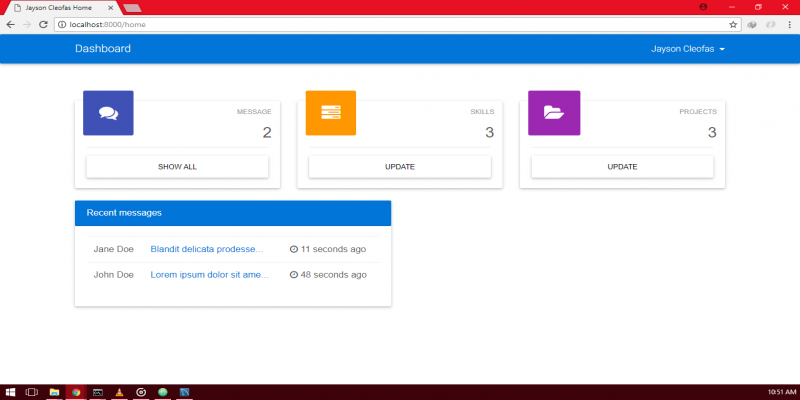 Jayson Cleofas Home
localhost:8000/home
Dashboard
Jayson Cleofas
MESSAGE
2
SHOW ALL
SKILLS
3
UPDATE
PROJECTS
3
UPDATE
Recent messages
Jane Doe Blandit delicata prodesse... 11 seconds ago
John Doe Lorem ipsum dolor sit ame... 48 seconds ago
10:51 AM